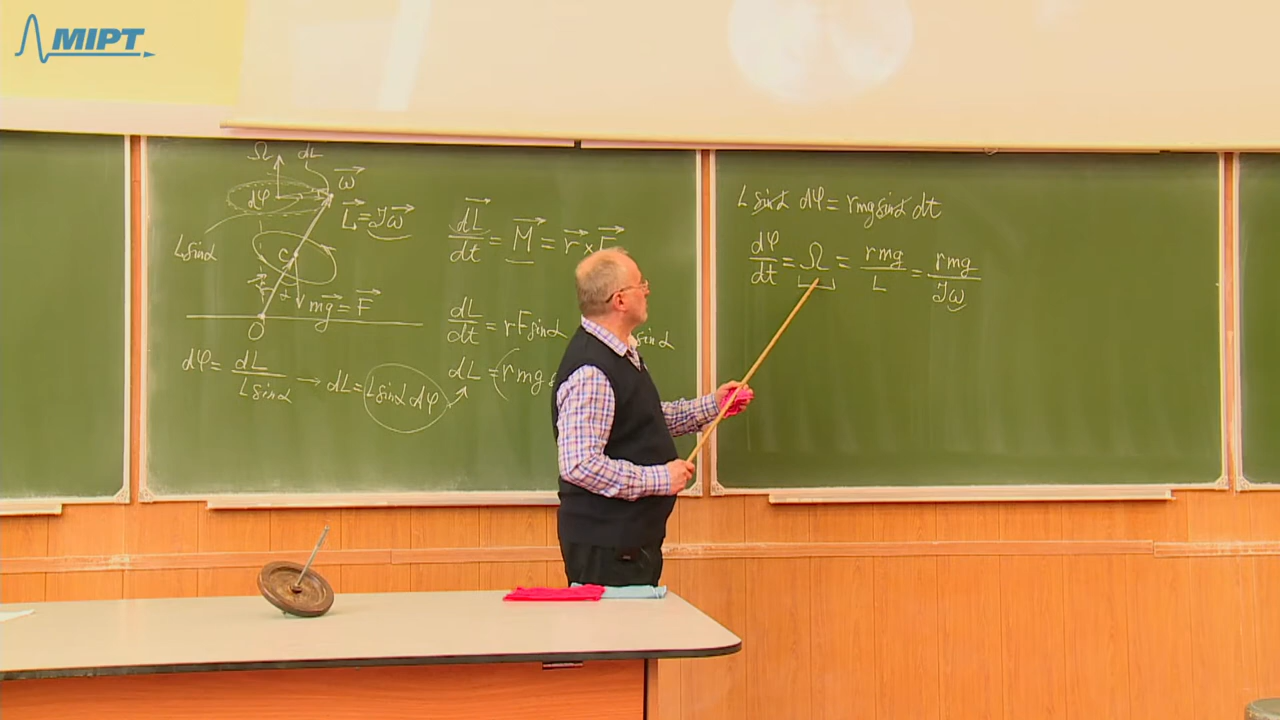 MIPT
Ω dL
dφ ω⃗
L⃗=Jω⃗
L sinα
C
r⃗ α mg⃗=F⃗
O
dφ= dL/L sinα → dL= L sinα dφ
dL⃗/dt = M⃗ = r⃗ × F⃗
dL/dt = rF sinα sinα
dL = (rmg
L sinα dφ = rmg sinα dt
dφ/dt = Ω = rmg/L = rmg/Jω